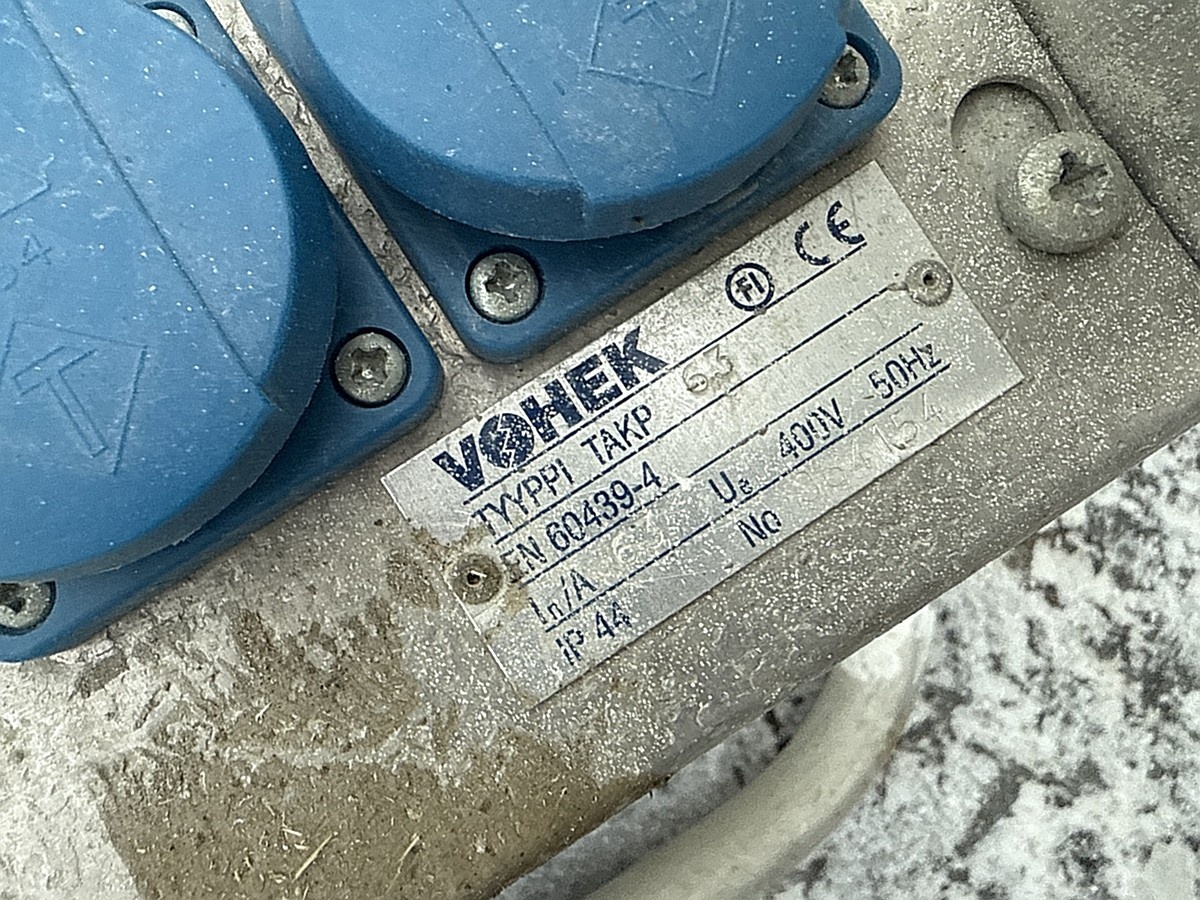 VOHEK FI CE
TYYPPI TAKP 63
EN 60439-4
In/A Ue 400V 50Hz
IP 44 No
T
T